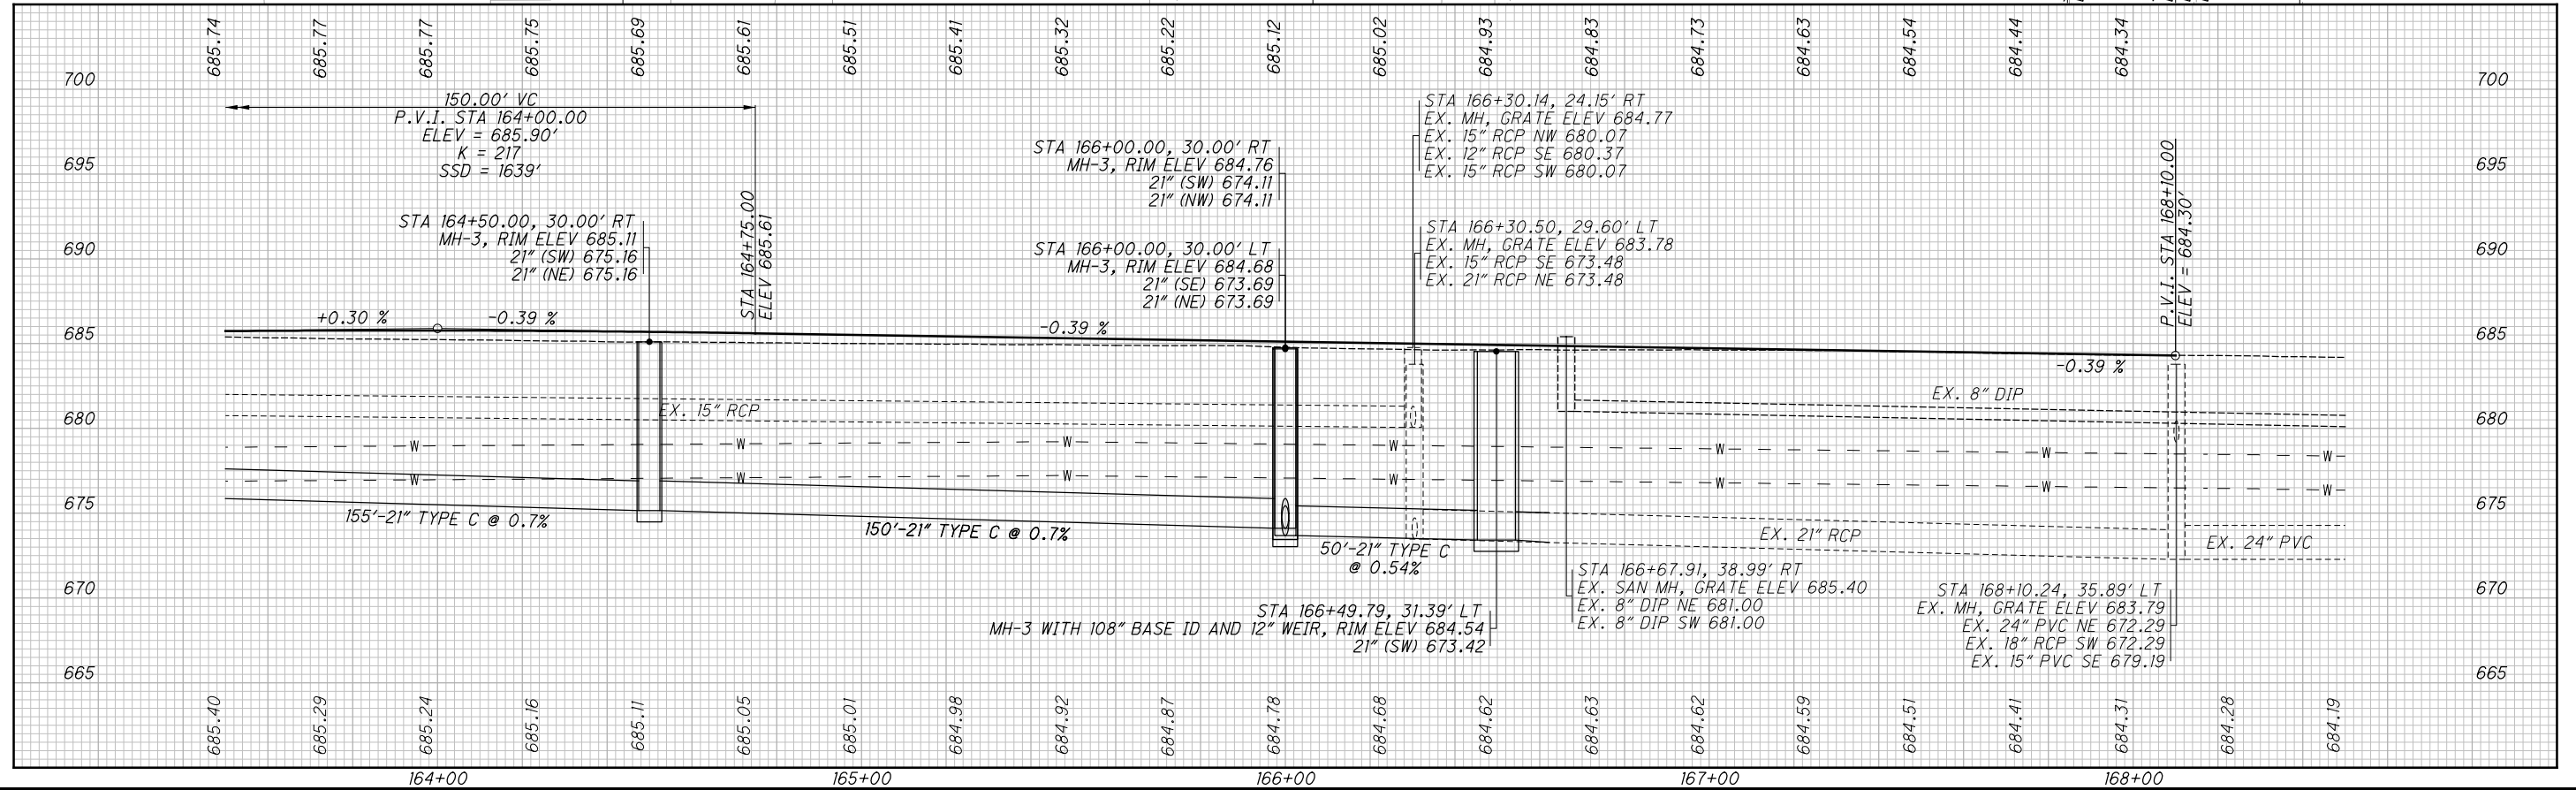 685.74 685.77 685.77 685.75 685.69 685.61 685.51 685.41 685.32 685.22 685.12 685.02 684.93 684.83 684.73 684.63 684.54 684.44 684.34
700 700
150.00' VC
P.V.I. STA 164+00.00
ELEV = 685.90'
K = 217
SSD = 1639'
STA 164+50.00, 30.00' RT
MH-3, RIM ELEV 685.11
21" (SW) 675.16
21" (NE) 675.16
STA 164+75.00
ELEV 685.61
STA 166+00.00, 30.00' RT
MH-3, RIM ELEV 684.76
21" (SW) 674.11
21" (NW) 674.11
STA 166+00.00, 30.00' LT
MH-3, RIM ELEV 684.68
21" (SE) 673.69
21" (NE) 673.69
STA 166+30.14, 24.15' RT
EX. MH, GRATE ELEV 684.77
EX. 15" RCP NW 680.07
EX. 12" RCP SE 680.37
EX. 15" RCP SW 680.07
STA 166+30.50, 29.60' LT
EX. MH, GRATE ELEV 683.78
EX. 15" RCP SE 673.48
EX. 21" RCP NE 673.48
P.V.I. STA 168+10.00
ELEV = 684.30'
695 695
690 690
685 685
+0.30 % -0.39 % -0.39 % -0.39 %
EX. 8" DIP
EX. 15" RCP
680 680
W W W W W W W
W W W W W W W
675 675
155'-21" TYPE C @ 0.7%
150'-21" TYPE C @ 0.7%
50'-21" TYPE C
@ 0.54%
EX. 21" RCP
EX. 24" PVC
670 670
STA 166+49.79, 31.39' LT
MH-3 WITH 108" BASE ID AND 12" WEIR, RIM ELEV 684.54
21" (SW) 673.42
STA 166+67.91, 38.99' RT
EX. SAN MH, GRATE ELEV 685.40
EX. 8" DIP NE 681.00
EX. 8" DIP SW 681.00
STA 168+10.24, 35.89' LT
EX. MH, GRATE ELEV 683.79
EX. 24" PVC NE 672.29
EX. 18" RCP SW 672.29
EX. 15" PVC SE 679.19
665 665
685.40 685.29 685.24 685.16 685.11 685.05 685.01 684.98 684.92 684.87 684.78 684.68 684.62 684.63 684.62 684.59 684.51 684.41 684.31 684.28 684.19
164+00 165+00 166+00 167+00 168+00